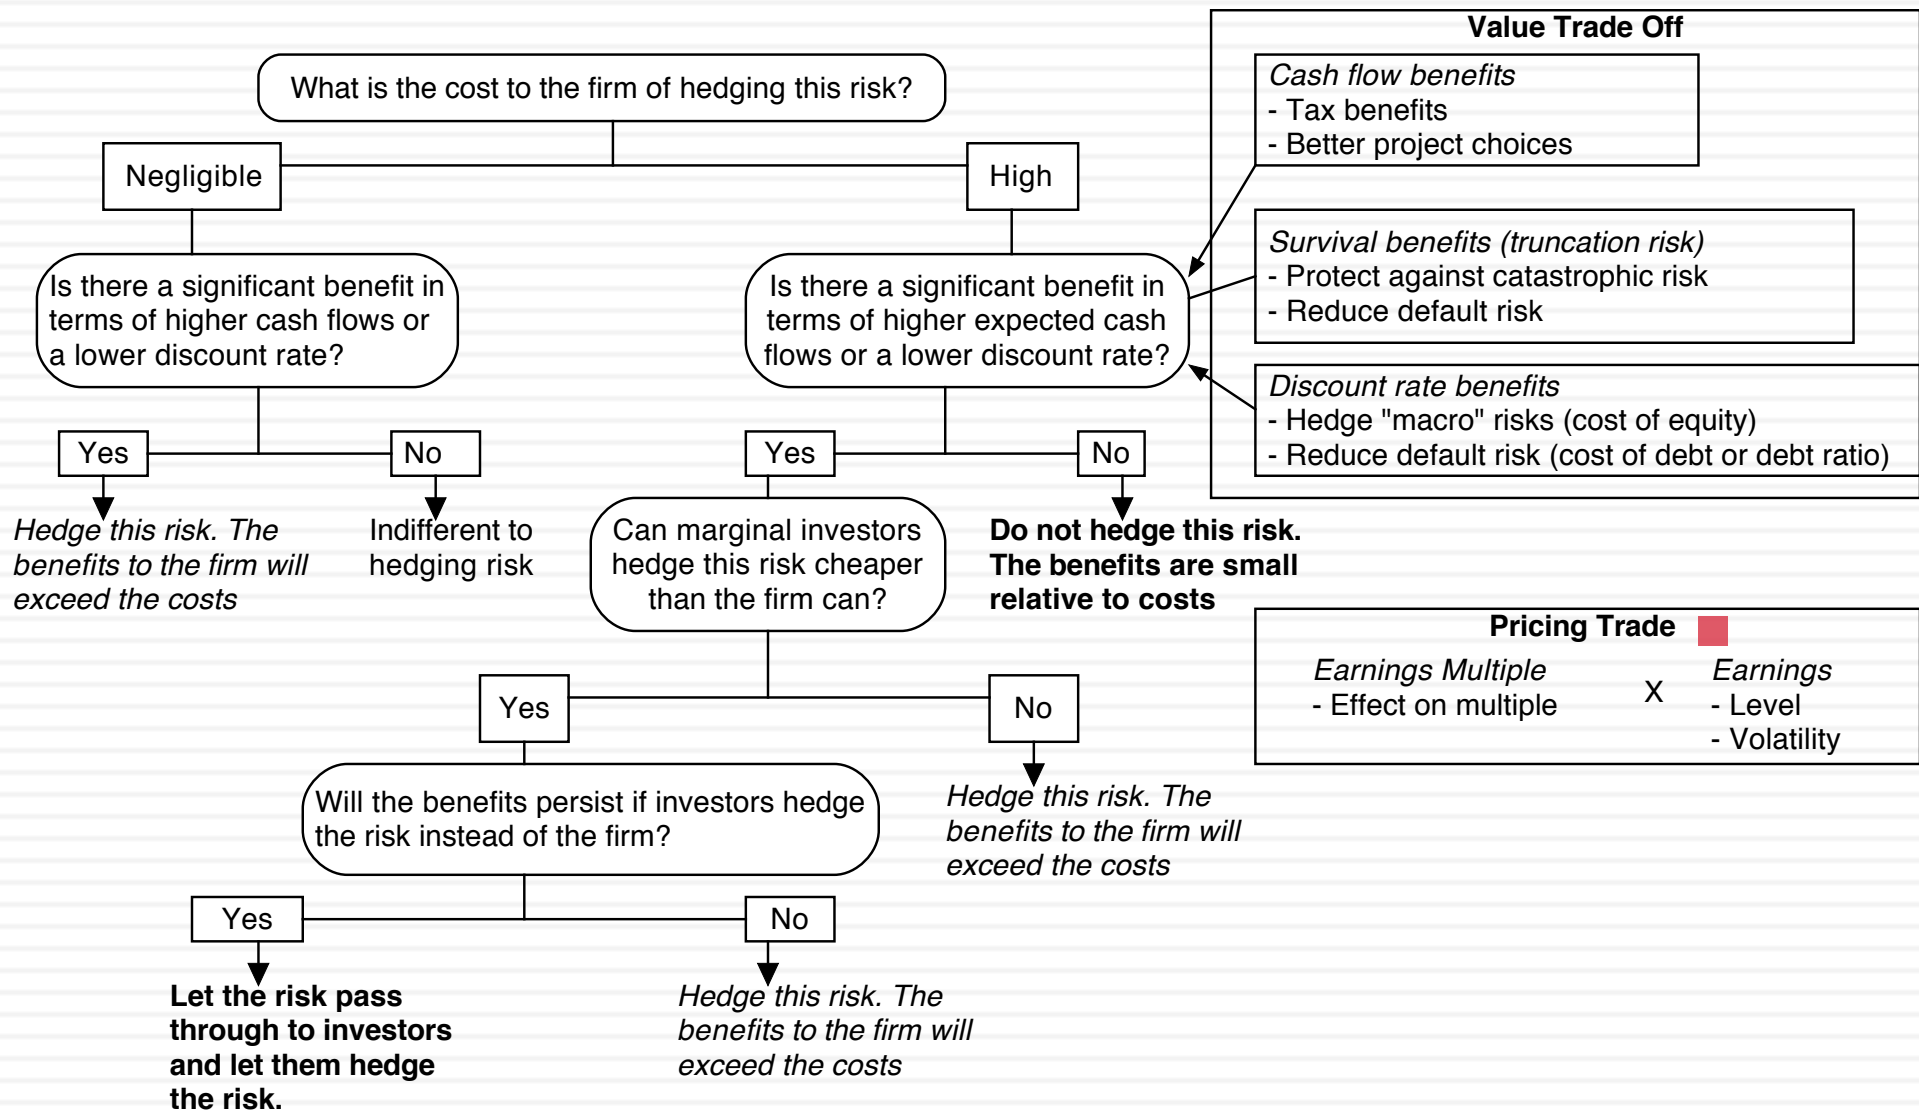 Value Trade Off
What is the cost to the firm of hedging this risk?
Cash flow benefits
- Tax benefits
- Better project choices
Negligible
High
Survival benefits (truncation risk)
- Protect against catastrophic risk
- Reduce default risk
Is there a significant benefit in
terms of higher cash flows or
a lower discount rate?
Is there a significant benefit in
terms of higher expected cash
flows or a lower discount rate?
Discount rate benefits
- Hedge "macro" risks (cost of equity)
- Reduce default risk (cost of debt or debt ratio)
Yes
No
Yes
No
Hedge this risk. The
benefits to the firm will
exceed the costs
Indifferent to
hedging risk
Can marginal investors
hedge this risk cheaper
than the firm can?
Do not hedge this risk.
The benefits are small
relative to costs
Pricing Trade
Earnings Multiple
- Effect on multiple
X
Earnings
- Level
- Volatility
Yes
No
Will the benefits persist if investors hedge
the risk instead of the firm?
Hedge this risk. The
benefits to the firm will
exceed the costs
Yes
No
Let the risk pass
through to investors
and let them hedge
the risk.
Hedge this risk. The
benefits to the firm will
exceed the costs